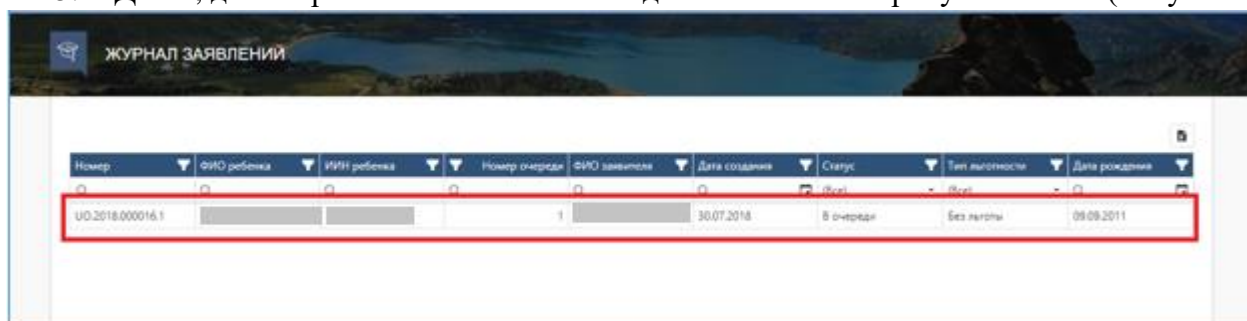 ЖУРНАЛ ЗАЯВЛЕНИЙ
Номер ФИО ребенка ИИН ребенка Номер очереди ФИО заявителя Дата создания Статус Тип льготности Дата рождения
(Все) (Все)
UO.2018.000016.1 1 30.07.2018 В очереди Без льготы 09.09.2011